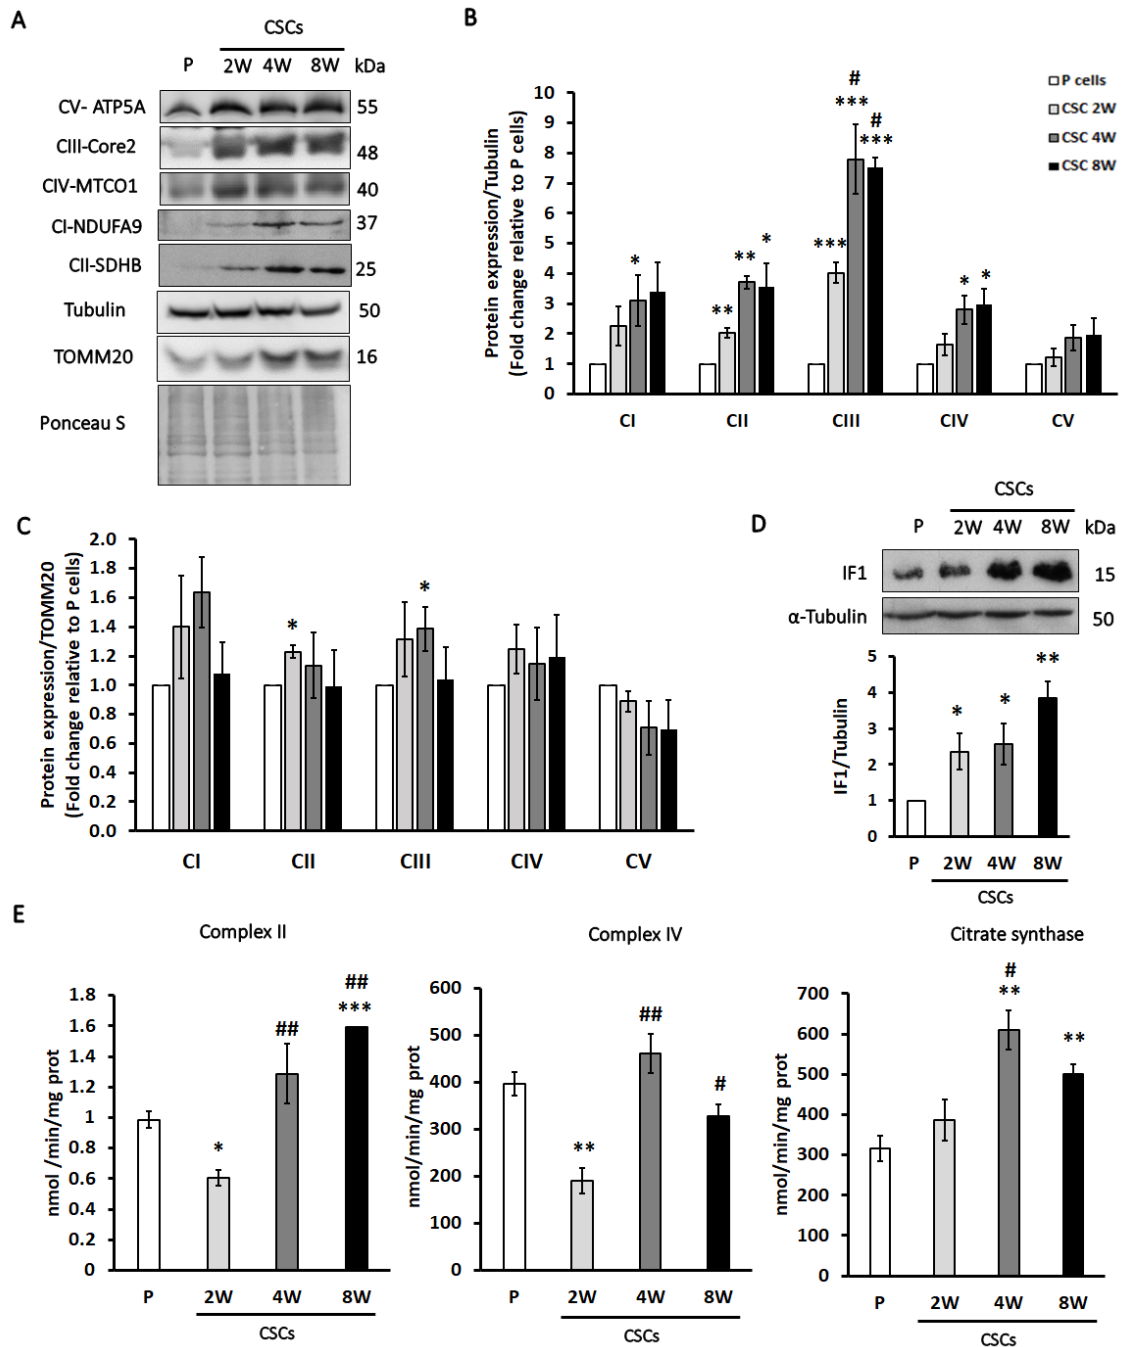 A
CSCs
P 2W 4W 8W kDa
CV- ATP5A 55
CIII-Core2 48
CIV-MTCO1 40
CI-NDUFA9 37
CII-SDHB 25
Tubulin 50
TOMM20 16
Ponceau S
B
Protein expression/Tubulin
(Fold change relative to P cells)
10
9
8
7
6
5
4
3
2
1
0
*
** ** *
*** *** # *** #
* *
CI CII CIII CIV CV
P cells
CSC 2W
CSC 4W
CSC 8W
C
Protein expression/TOMM20
(Fold change relative to P cells)
2.0
1.8
1.6
1.4
1.2
1.0
0.8
0.6
0.4
0.2
0.0
* *
CI CII CIII CIV CV
D
CSCs
P 2W 4W 8W kDa
IF1 15
α-Tubulin 50
IF1/Tubulin
5
4
3
2
1
0
* * **
P 2W 4W 8W
CSCs
E
Complex II
nmol /min/mg prot
1.8
1.6
1.4
1.2
1
0.8
0.6
0.4
0.2
0
* ## ##
***
P 2W 4W 8W
CSCs
Complex IV
nmol/min/mg prot
600
500
400
300
200
100
0
** ## #
P 2W 4W 8W
CSCs
Citrate synthase
nmol/min/mg prot
700
600
500
400
300
200
100
0
#
** **
P 2W 4W 8W
CSCs